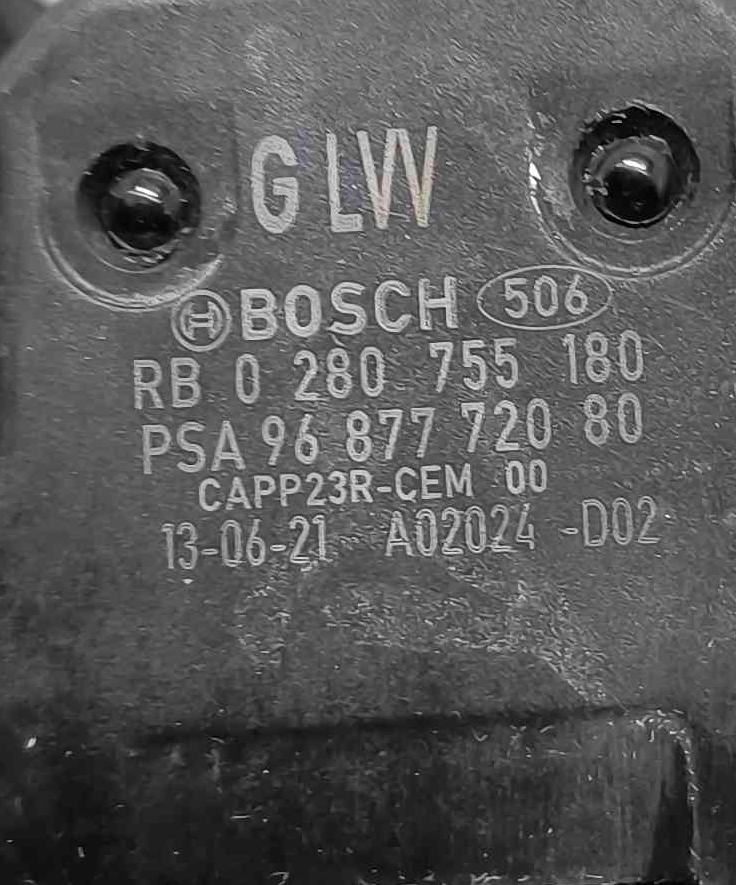 GLW
BOSCH 506
RB 0 280 755 180
PSA 96 877 720 80
CAPP23R-CEM 00
13-06-21 A02024 -D02